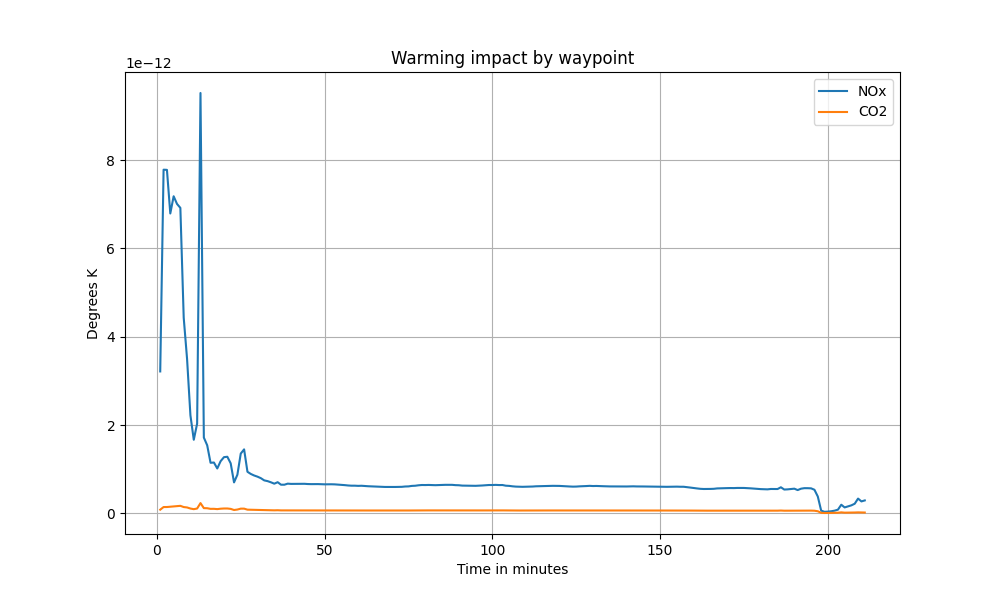 Warming impact by waypoint
1e−12
NOx
CO2
8
6
4
2
0
Degrees K
0 50 100 150 200
Time in minutes